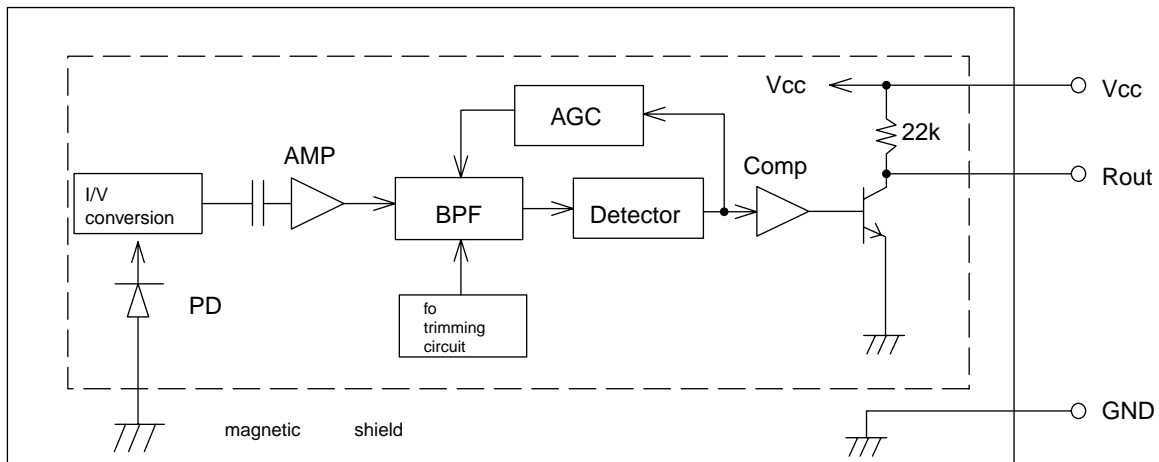 Vcc
Vcc
AGC
22k
AMP
Comp
Rout
I/V
conversion
BPF
Detector
PD
fo
trimming
circuit
GND
magnetic shield